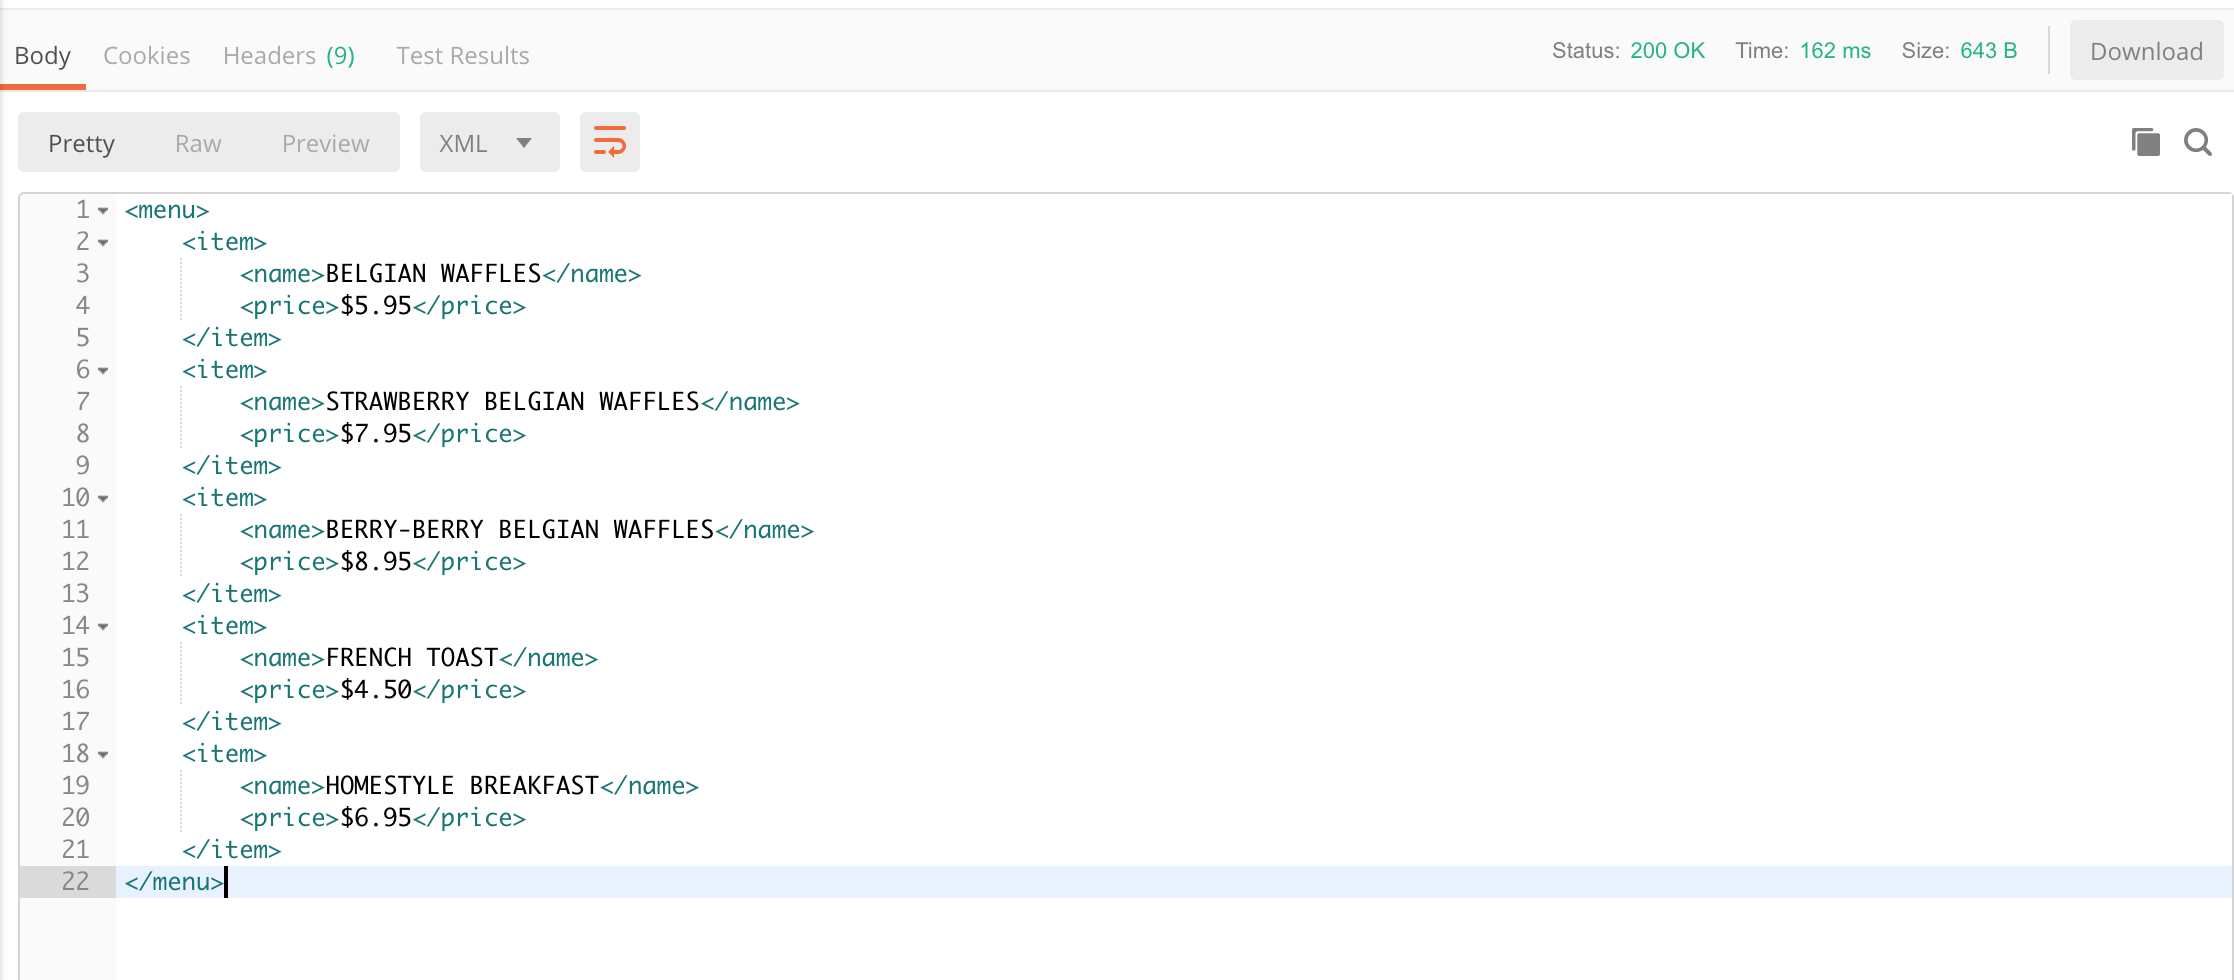 Body Cookies Headers (9) Test Results Status: 200 OK Time: 162 ms Size: 643 B Download
Pretty Raw Preview XML
1 <menu>
2     <item>
3         <name>BELGIAN WAFFLES</name>
4         <price>$5.95</price>
5     </item>
6     <item>
7         <name>STRAWBERRY BELGIAN WAFFLES</name>
8         <price>$7.95</price>
9     </item>
10     <item>
11         <name>BERRY-BERRY BELGIAN WAFFLES</name>
12         <price>$8.95</price>
13     </item>
14     <item>
15         <name>FRENCH TOAST</name>
16         <price>$4.50</price>
17     </item>
18     <item>
19         <name>HOMESTYLE BREAKFAST</name>
20         <price>$6.95</price>
21     </item>
22 </menu>